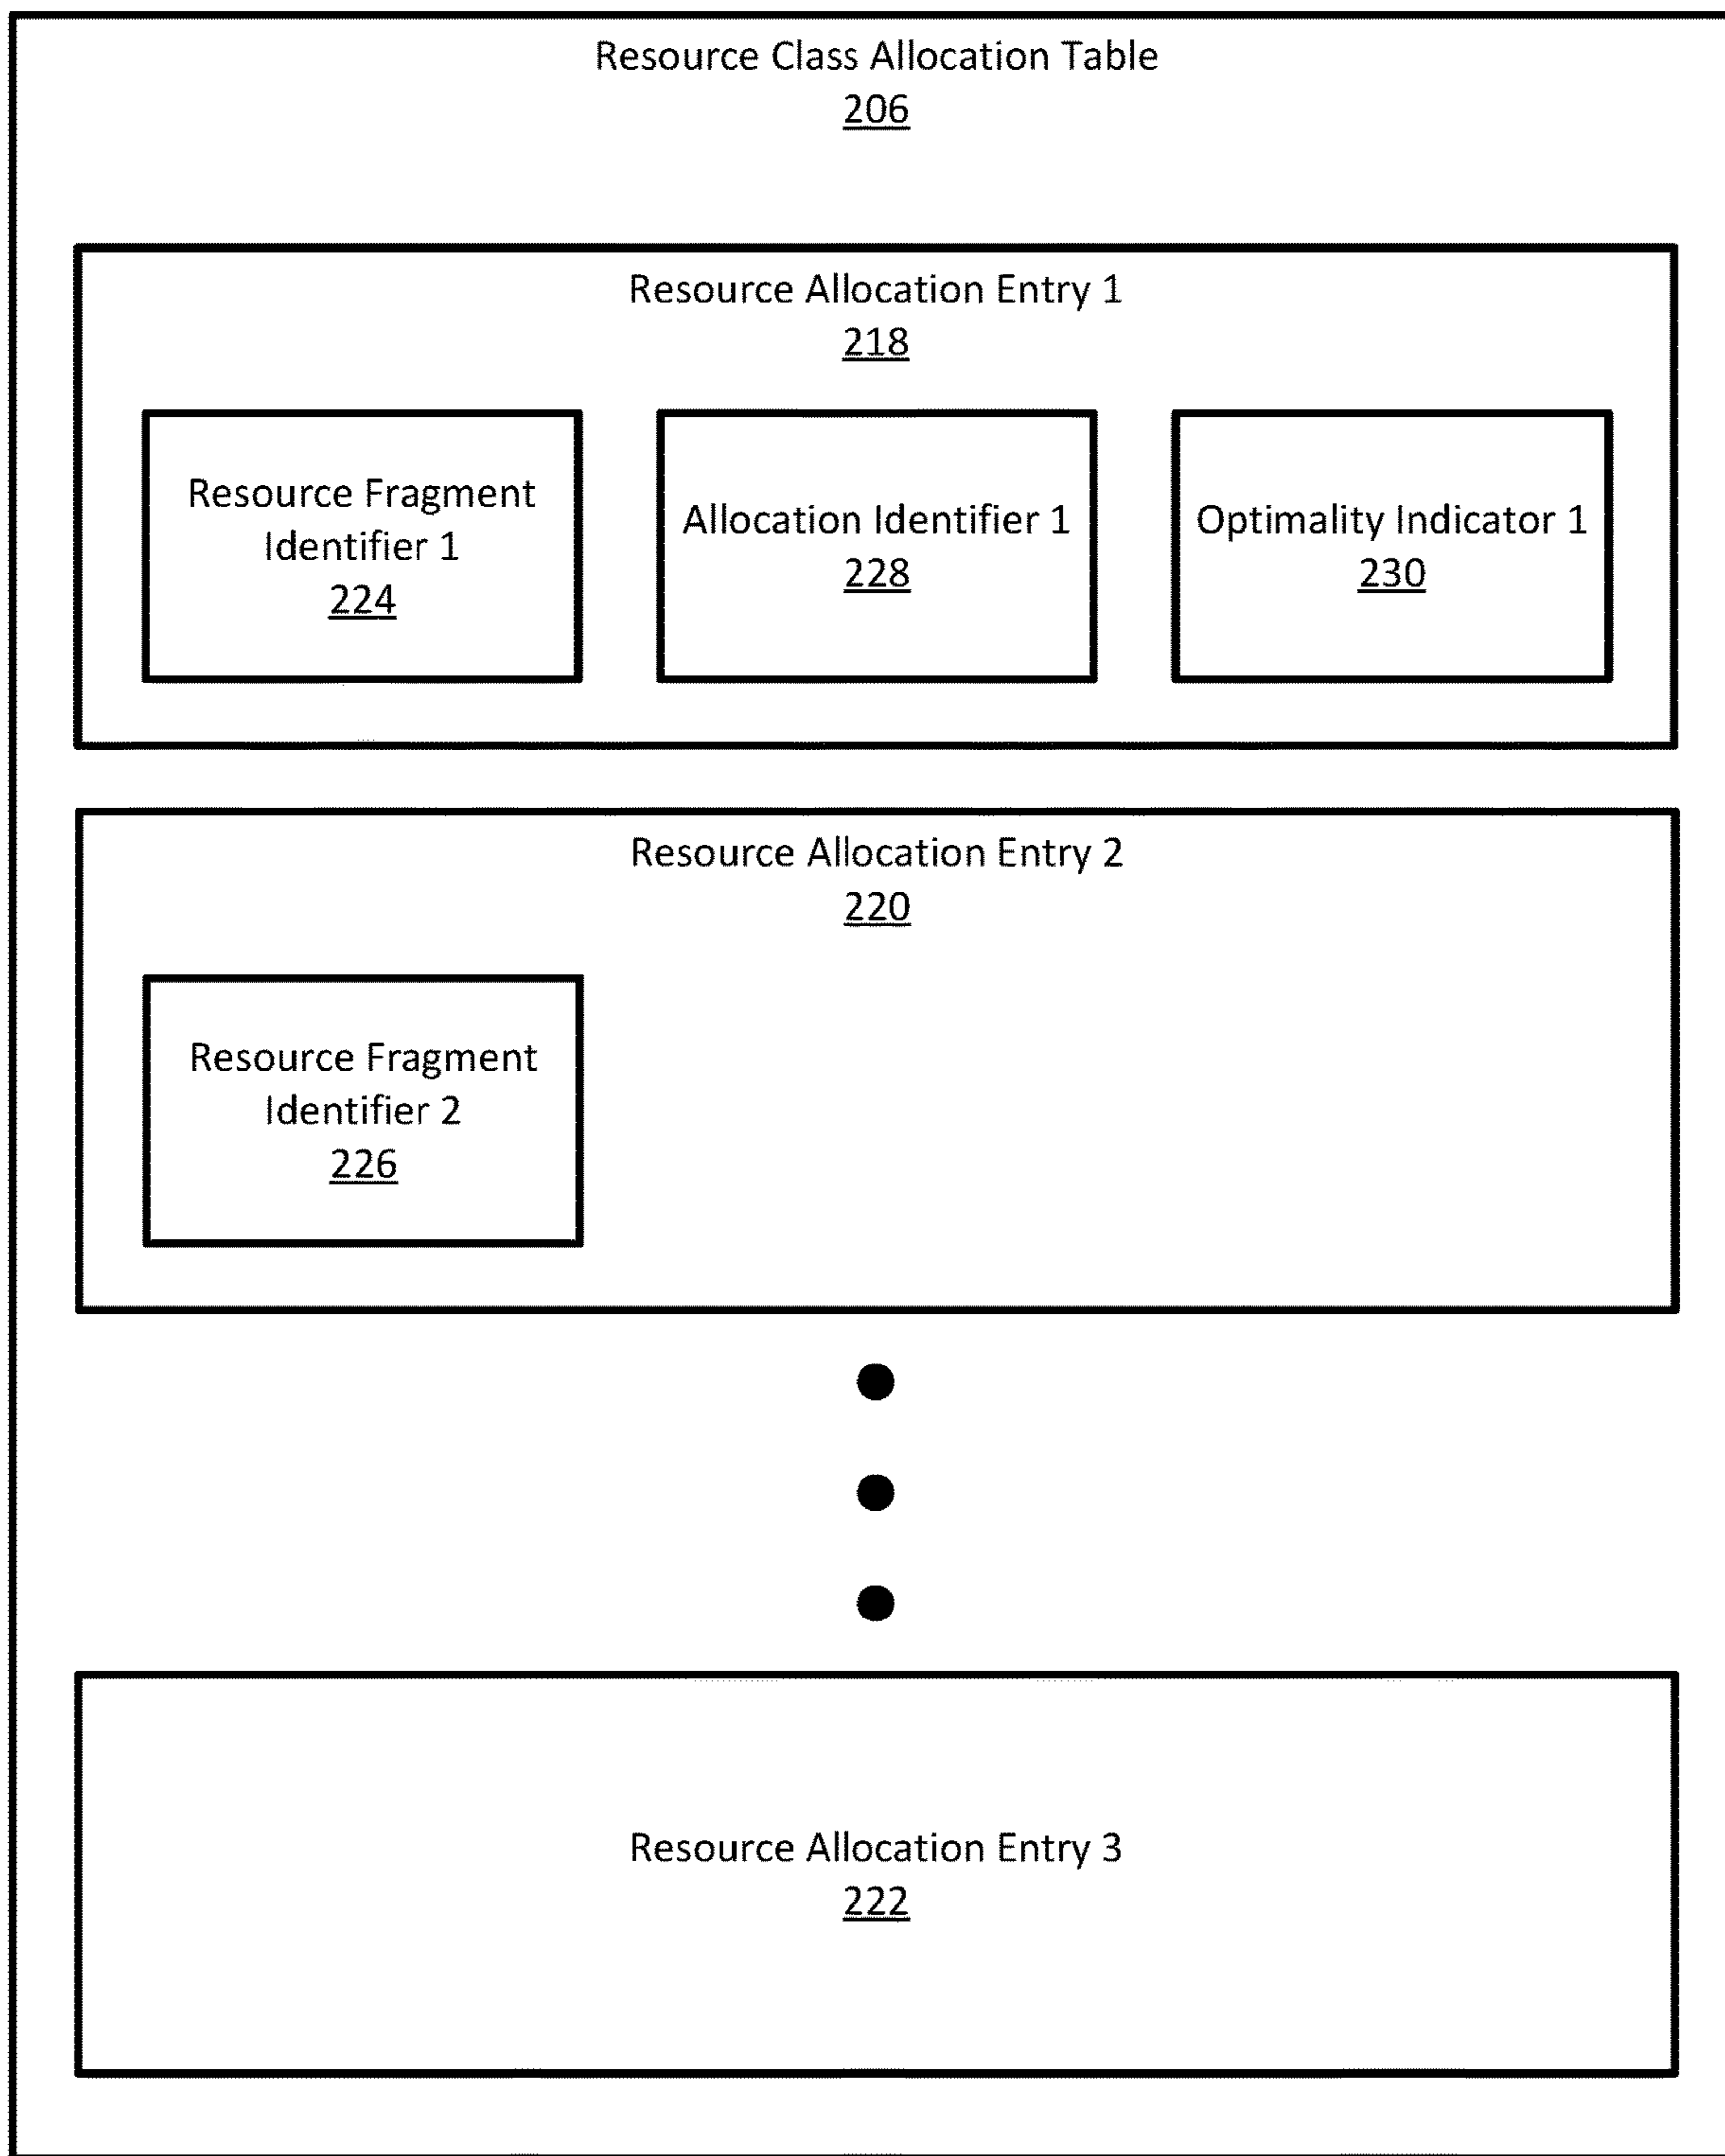 Resource Class Allocation Table
206
Resource Allocation Entry 1
218
Resource Fragment
Identifier 1
224
Allocation Identifier 1
228
Optimality Indicator 1
230
Resource Allocation Entry 2
220
Resource Fragment
Identifier 2
226
Resource Allocation Entry 3
222